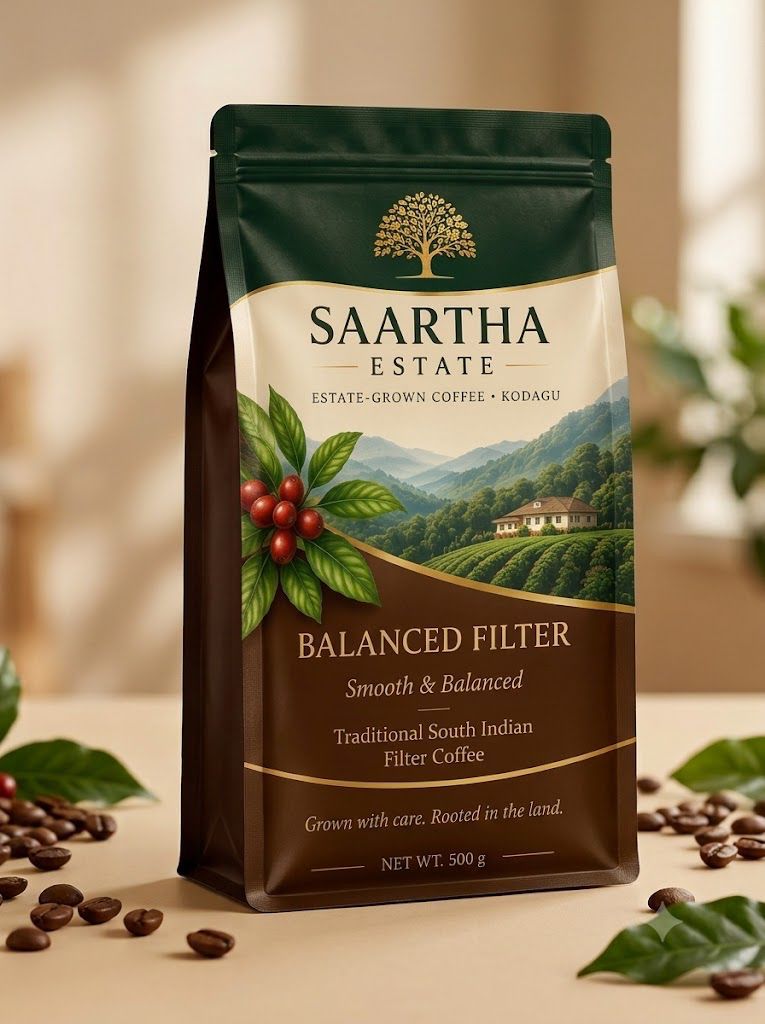 SAARTHA
ESTATE
ESTATE-GROWN COFFEE • KODAGU
BALANCED FILTER
Smooth & Balanced
Traditional South Indian
Filter Coffee
Grown with care. Rooted in the land.
NET WT. 500 g